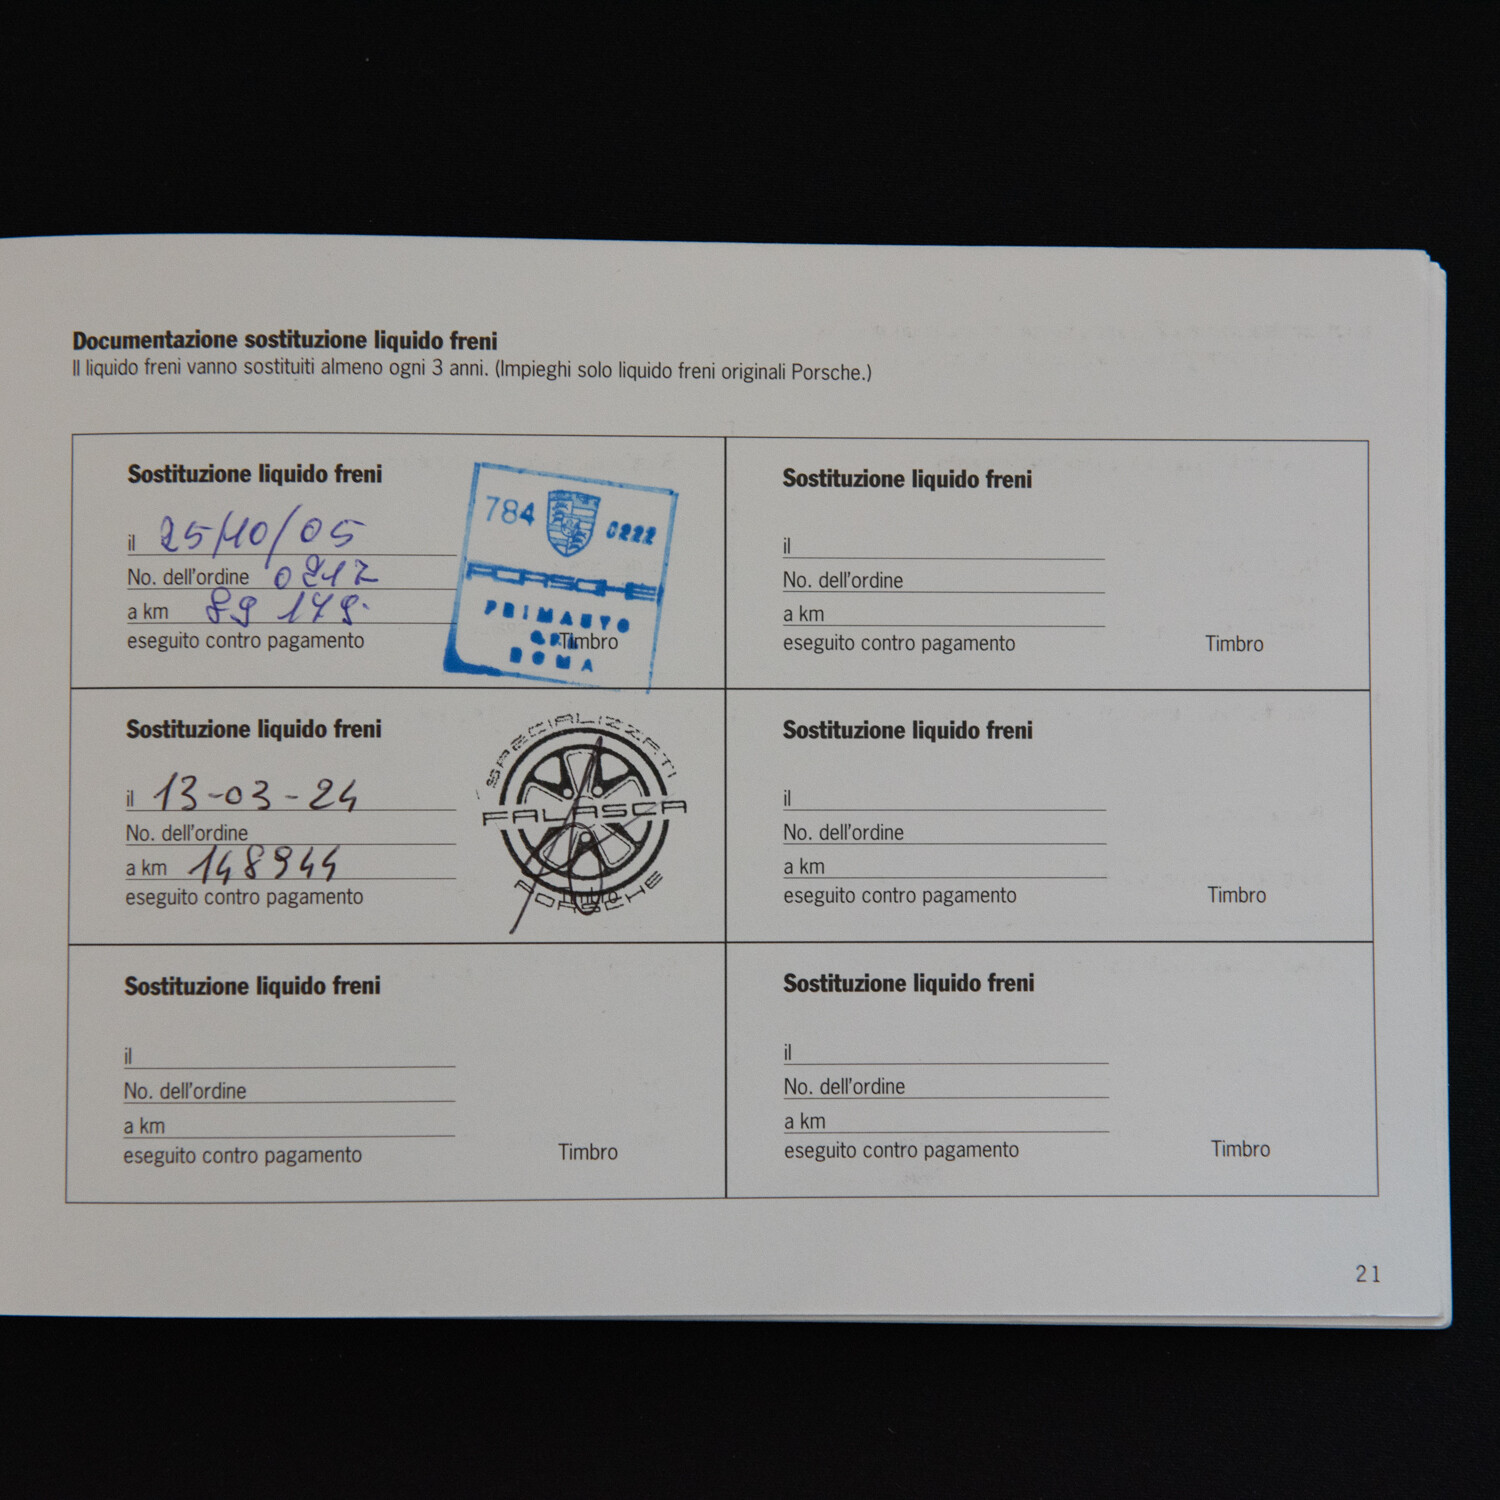 Documentazione sostituzione liquido freni
Il liquido freni vanno sostituiti almeno ogni 3 anni. (Impieghi solo liquido freni originali Porsche.)
Sostituzione liquido freni
il 25/10/05
No. dell'ordine 0217
a km 89 179.
eseguito contro pagamento
784 0222
PORSCHE
PRIMAUTO
ROMA
Timbro
Sostituzione liquido freni
il
No. dell'ordine
a km
eseguito contro pagamento
Timbro
Sostituzione liquido freni
il 13-03-24
No. dell'ordine
a km 148944
eseguito contro pagamento
SPECIALIZZATI
FALASCA
PORSCHE
Timbro
Sostituzione liquido freni
il
No. dell'ordine
a km
eseguito contro pagamento
Timbro
Sostituzione liquido freni
il
No. dell'ordine
a km
eseguito contro pagamento
Timbro
Sostituzione liquido freni
il
No. dell'ordine
a km
eseguito contro pagamento
Timbro
21